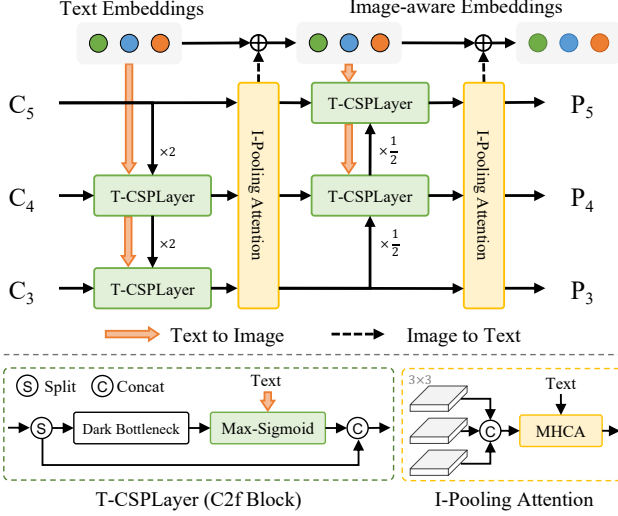 Text Embeddings
Image-aware Embeddings
C5
T-CSPLayer
P5
×2
×1/2
I-Pooling Attention
I-Pooling Attention
C4
T-CSPLayer
T-CSPLayer
P4
×2
×1/2
C3
T-CSPLayer
P3
Text to Image
Image to Text
S Split
C Concat
Text
S
Dark Bottleneck
Max-Sigmoid
C
T-CSPLayer (C2f Block)
3×3
Text
C
MHCA
I-Pooling Attention